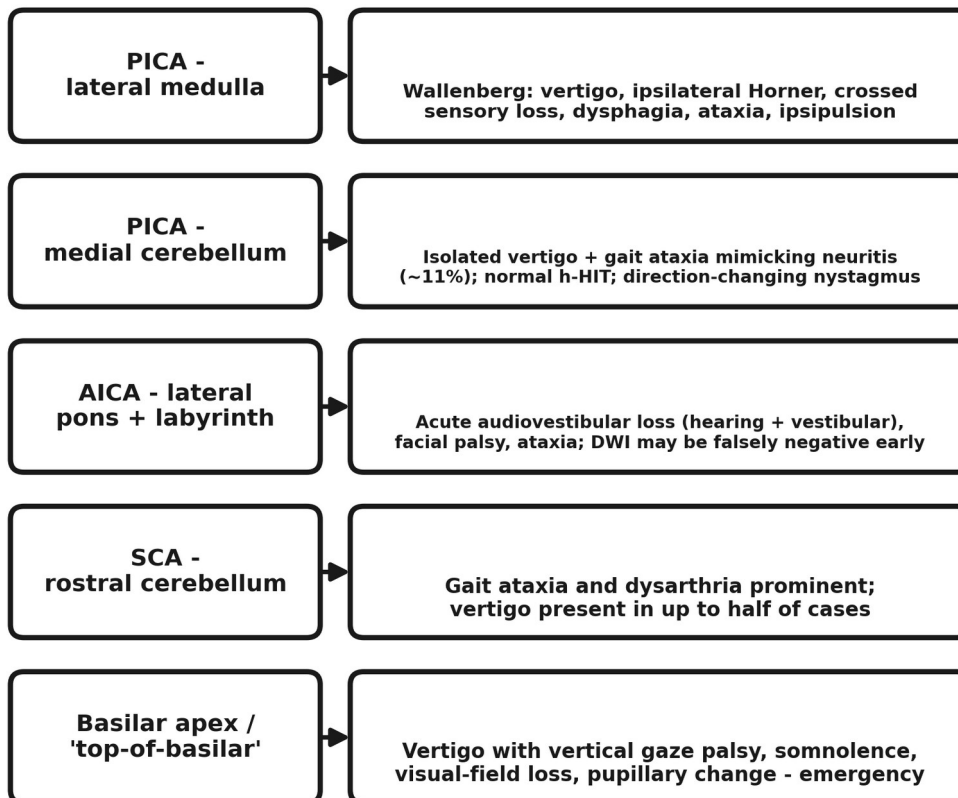 PICA -
lateral medulla
Wallenberg: vertigo, ipsilateral Horner, crossed
sensory loss, dysphagia, ataxia, ipsipulsion
PICA -
medial cerebellum
Isolated vertigo + gait ataxia mimicking neuritis
(~11%); normal h-HIT; direction-changing nystagmus
AICA - lateral
pons + labyrinth
Acute audiovestibular loss (hearing + vestibular),
facial palsy, ataxia; DWI may be falsely negative early
SCA -
rostral cerebellum
Gait ataxia and dysarthria prominent;
vertigo present in up to half of cases
Basilar apex /
'top-of-basilar'
Vertigo with vertical gaze palsy, somnolence,
visual-field loss, pupillary change - emergency